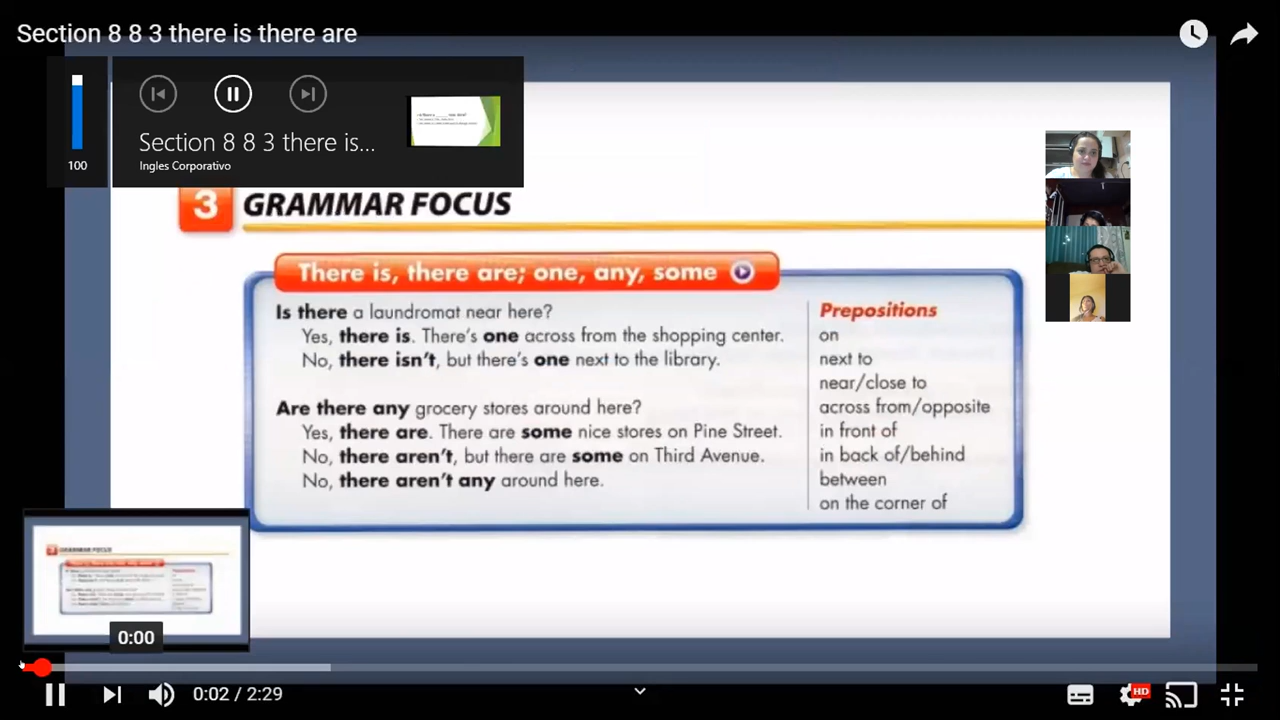 Section 8 8 3 there is there are
100
Section 8 8 3 there is...
Ingles Corporativo
3 GRAMMAR FOCUS
There is, there are; one, any, some
Is there a laundromat near here?
Yes, there is. There's one across from the shopping center.
No, there isn't, but there's one next to the library.
Are there any grocery stores around here?
Yes, there are. There are some nice stores on Pine Street.
No, there aren't, but there are some on Third Avenue.
No, there aren't any around here.
Prepositions
on
next to
near/close to
across from/opposite
in front of
in back of/behind
between
on the corner of
3 GRAMMAR FOCUS
0:00
0:02 / 2:29
HD